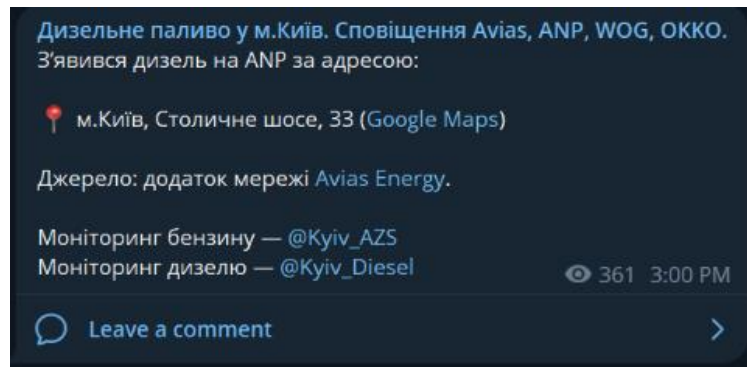 Дизельне паливо у м.Київ. Сповіщення Avias, ANP, WOG, OKKO.
З'явився дизель на ANP за адресою:
📍 м.Київ, Столичне шосе, 33 (Google Maps)
Джерело: додаток мережі Avias Energy.
Моніторинг бензину — @Kyiv_AZS
Моніторинг дизелю — @Kyiv_Diesel
361 3:00 PM
Leave a comment